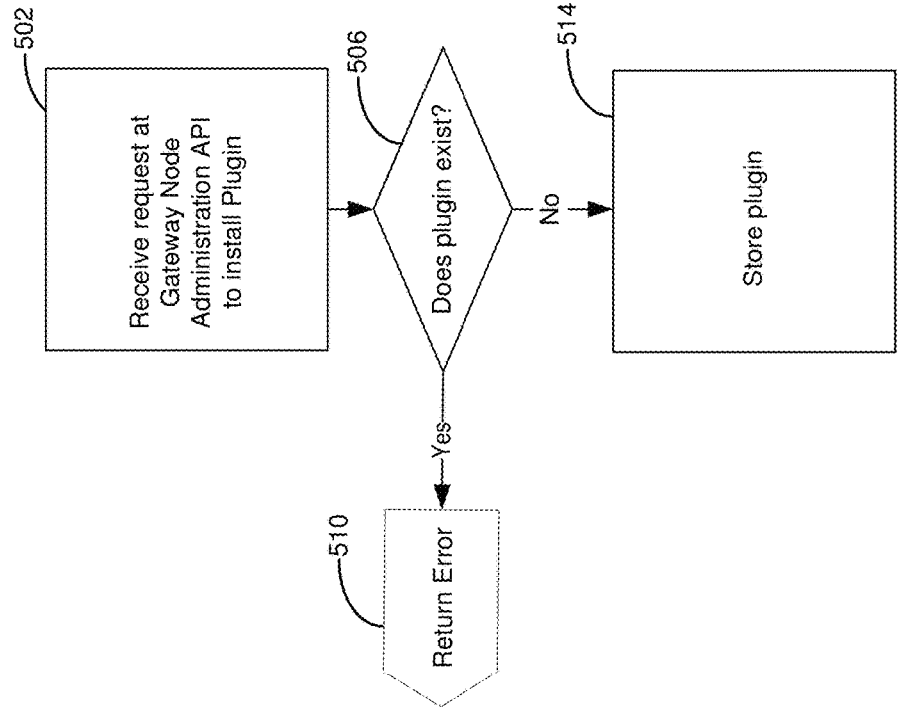 502
Receive request at
Gateway Node
Administration API
to install Plugin
506
Does plugin exist?
Yes
510
Return Error
No
514
Store plugin